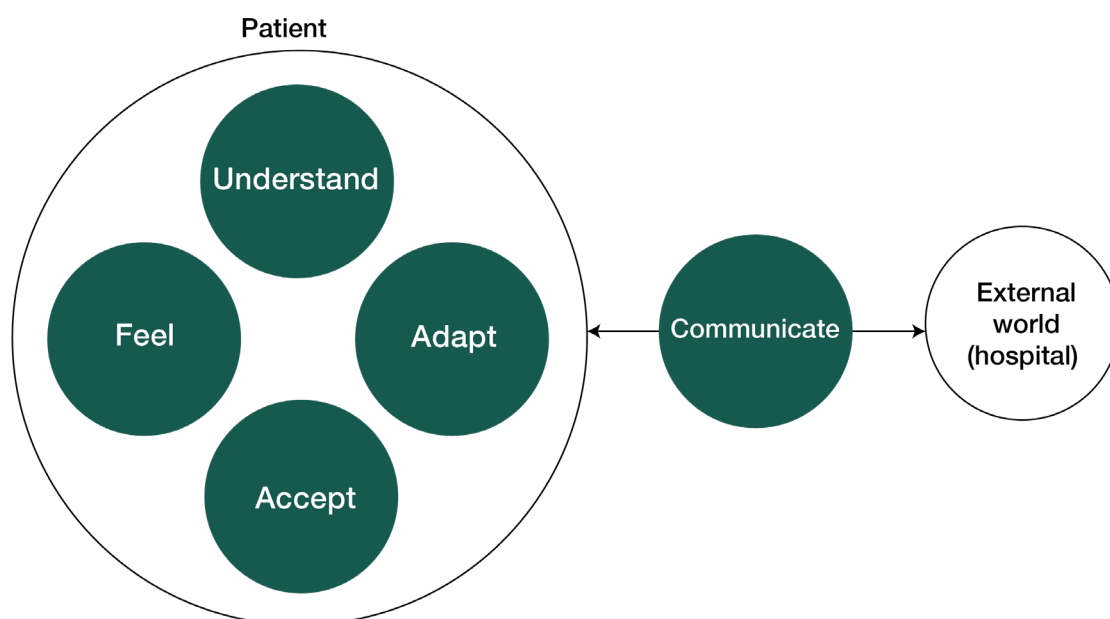 Patient
Understand
Feel
Adapt
Accept
Communicate
External
world
(hospital)